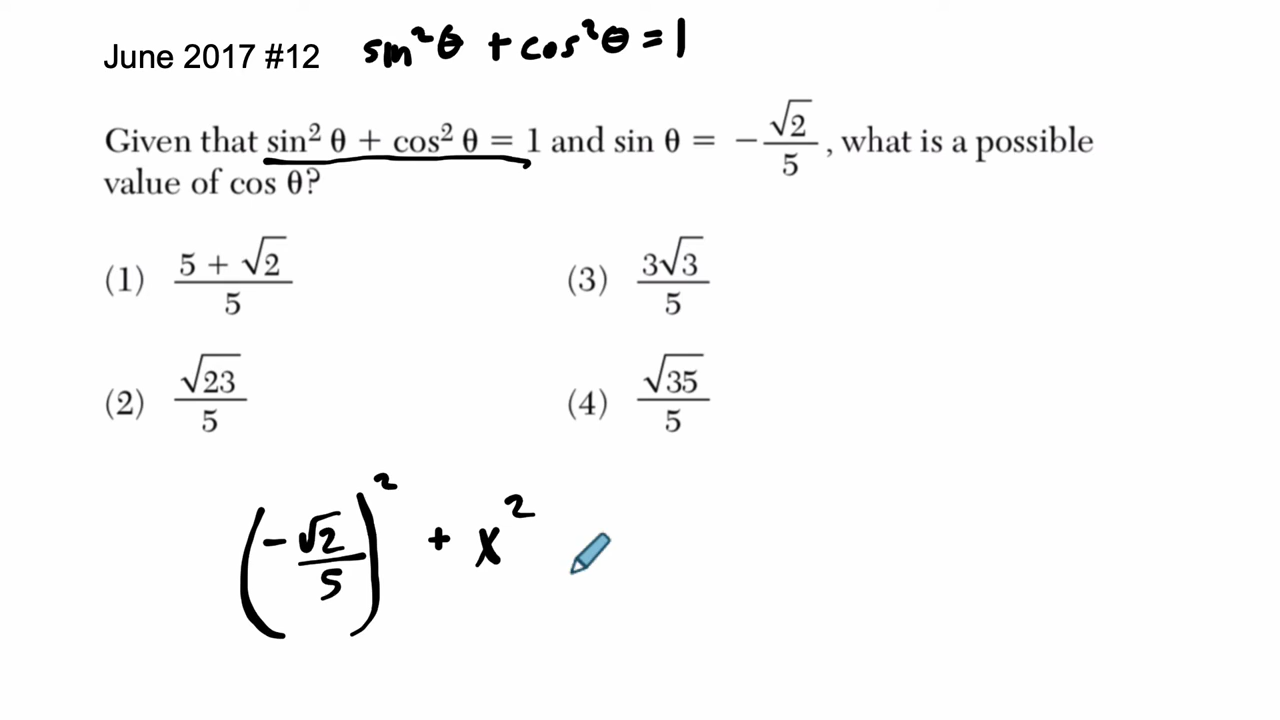 June 2017 #12 sin²θ + cos²θ = 1
Given that sin² θ + cos² θ = 1 and sin θ = −√2/5, what is a possible
value of cos θ?
(1) (5 + √2)/5 (3) 3√3/5
(2) √23/5 (4) √35/5
(−√2/5)² + x²